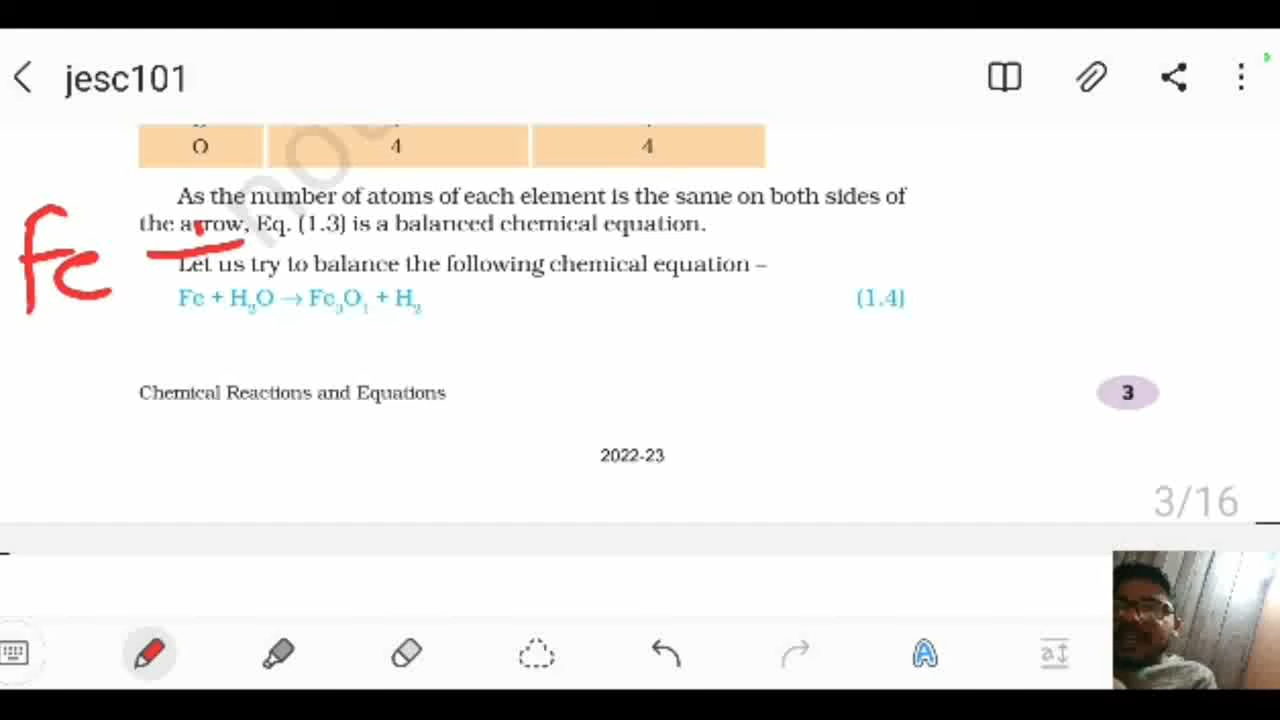 jesc101
O 4 4
not
As the number of atoms of each element is the same on both sides of
the arrow, Eq. (1.3) is a balanced chemical equation.
Fe
Let us try to balance the following chemical equation –
Fe + H₂O → Fe₃O₄ + H₂ (1.4)
Chemical Reactions and Equations 3
2022-23
3/16
A a